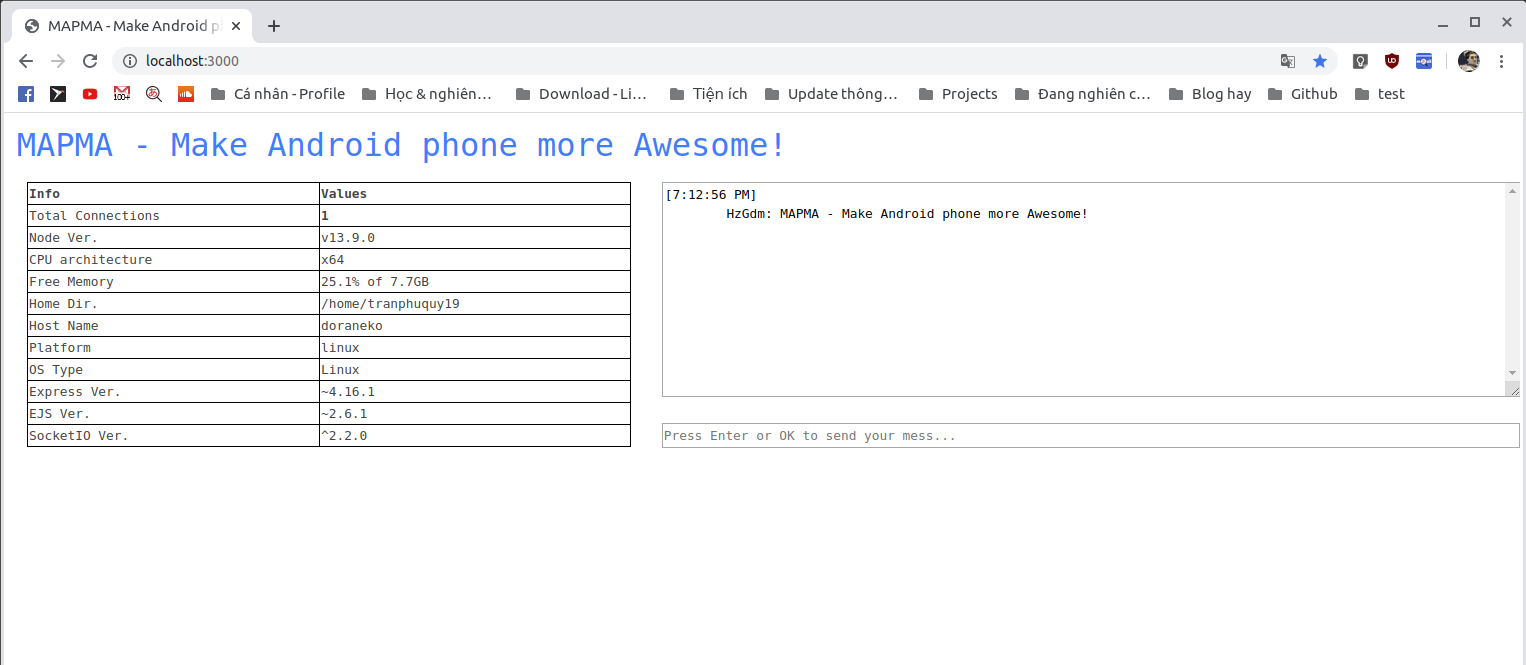 MAPMA - Make Android p
localhost:3000
100+
Cá nhân - Profile
Học & nghiên...
Download - Li...
Tiện ích
Update thông...
Projects
Đang nghiên c...
Blog hay
Github
test
MAPMA - Make Android phone more Awesome!
Info Values
Total Connections 1
Node Ver. v13.9.0
CPU architecture x64
Free Memory 25.1% of 7.7GB
Home Dir. /home/tranphuquy19
Host Name doraneko
Platform linux
OS Type Linux
Express Ver. ~4.16.1
EJS Ver. ~2.6.1
SocketIO Ver. ^2.2.0
[7:12:56 PM]
HzGdm: MAPMA - Make Android phone more Awesome!
Press Enter or OK to send your mess...